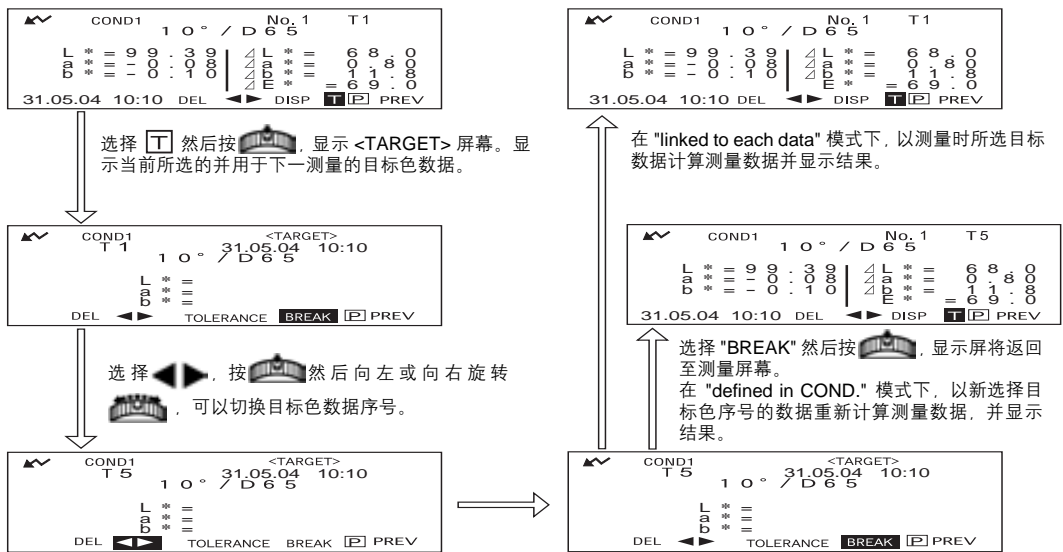 COND1 No. 1 T1
10°/D65
L*=99.39 ⊿L*= 68.0
a*=-0.08 ⊿a*= 0.80
b*=-0.10 ⊿b*= 11.8
⊿E* =69.0
31.05.04 10:10 DEL ◄► DISP T P PREV
选择 T 然后按 , 显示 <TARGET> 屏幕。显
示当前所选的并用于下一测量的目标色数据。
COND1 <TARGET>
T1 31.05.04 10:10
10°/D65
L*=
a*=
b*=
DEL ◄► TOLERANCE BREAK P PREV
选择◄►, 按 然后向左或向右旋转
, 可以切换目标色数据序号。
COND1 <TARGET>
T5 31.05.04 10:10
10°/D65
L*=
a*=
b*=
DEL ◄► TOLERANCE BREAK P PREV
COND1 No. 1 T1
10°/D65
L*=99.39 ⊿L*= 68.0
a*=-0.08 ⊿a*= 0.80
b*=-0.10 ⊿b*= 11.8
⊿E* =69.0
31.05.04 10:10 DEL ◄► DISP T P PREV
在 "linked to each data" 模式下, 以测量时所选目标
数据计算测量数据并显示结果。
COND1 No. 1 T5
10°/D65
L*=99.39 ⊿L*= 68.0
a*=-0.08 ⊿a*= 0.80
b*=-0.10 ⊿b*= 11.8
E* =69.0
31.05.04 10:10 DEL ◄► DISP T P PREV
选择 "BREAK" 然后按 , 显示屏将返回
至测量屏幕。
在 "defined in COND." 模式下, 以新选择目
标色序号的数据重新计算测量数据, 并显示
结果。
COND1 <TARGET>
T5 31.05.04 10:10
10°/D65
L*=
a*=
b*=
DEL ◄► TOLERANCE BREAK P PREV